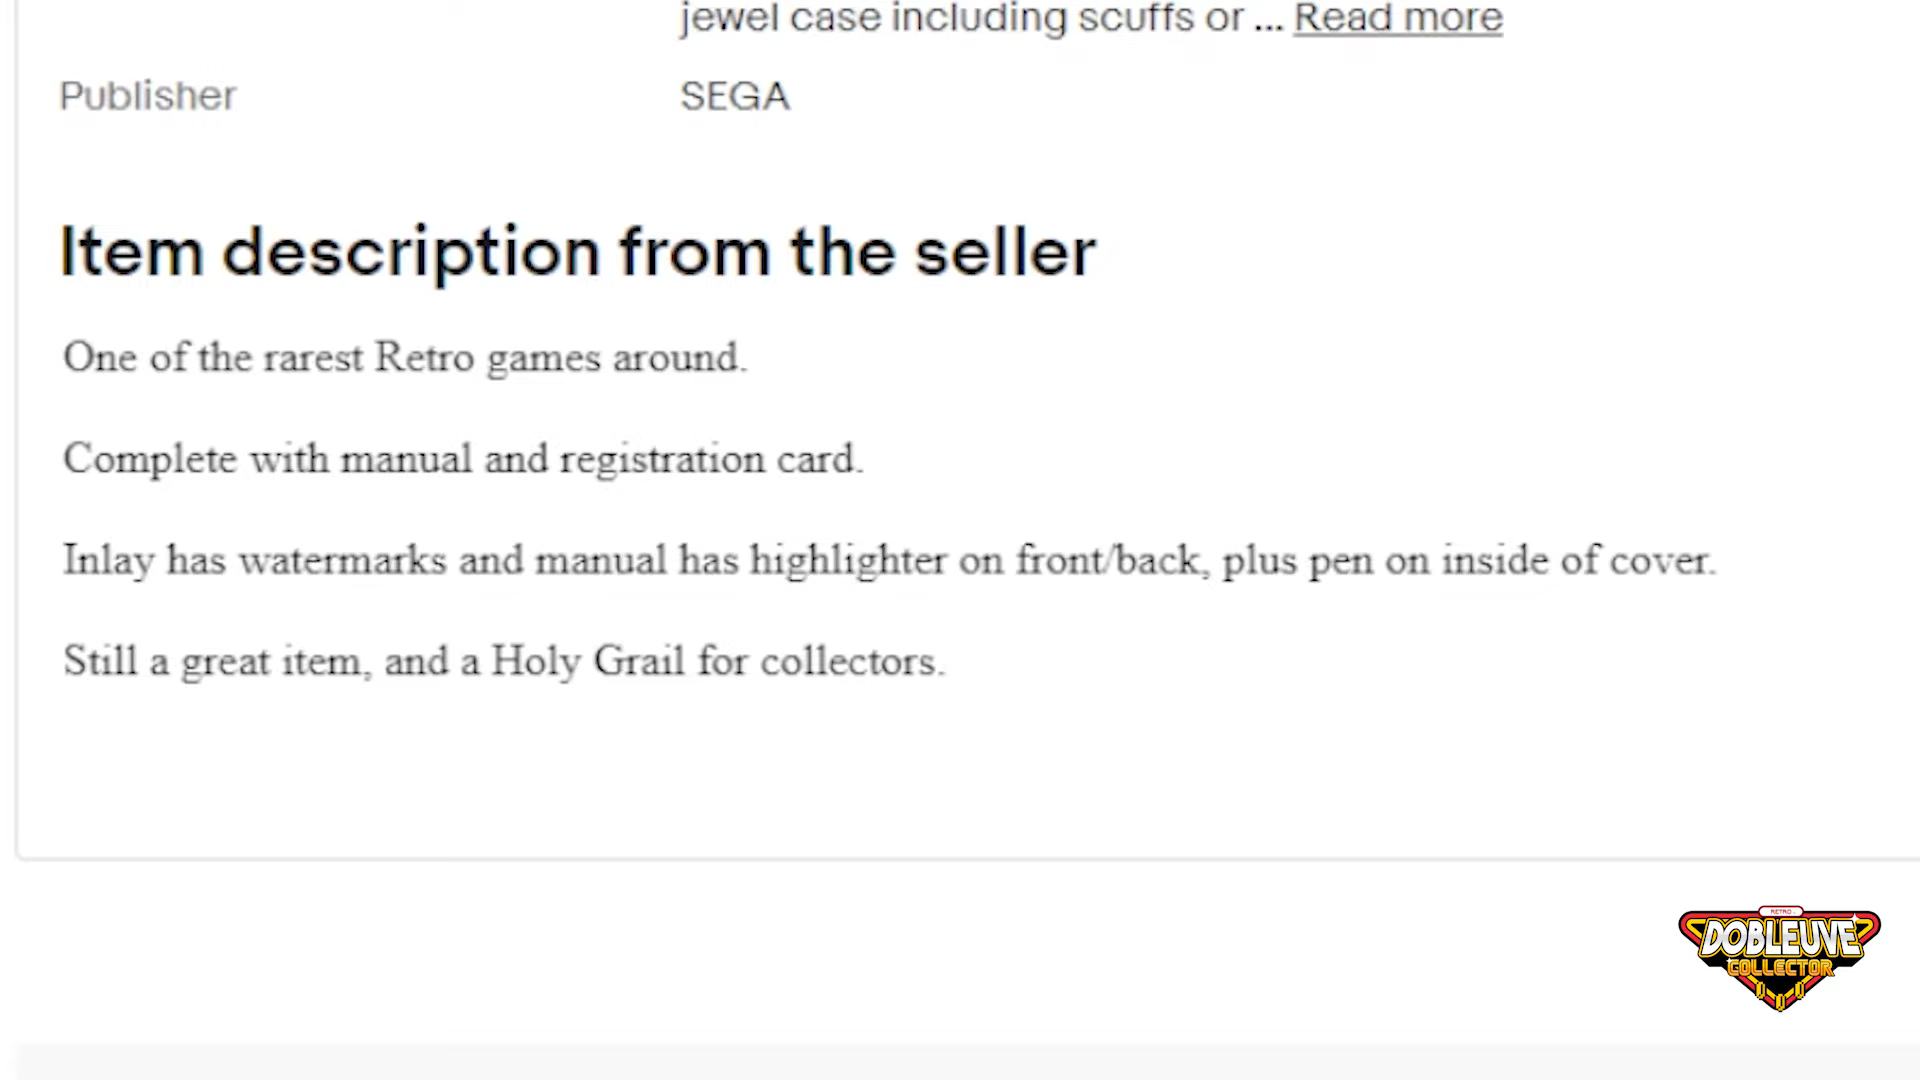 jewel case including scuffs or ... Read more
Publisher SEGA
Item description from the seller
One of the rarest Retro games around.
Complete with manual and registration card.
Inlay has watermarks and manual has highlighter on front/back, plus pen on inside of cover.
Still a great item, and a Holy Grail for collectors.
RETRO
DOBLEUVE
COLLECTOR